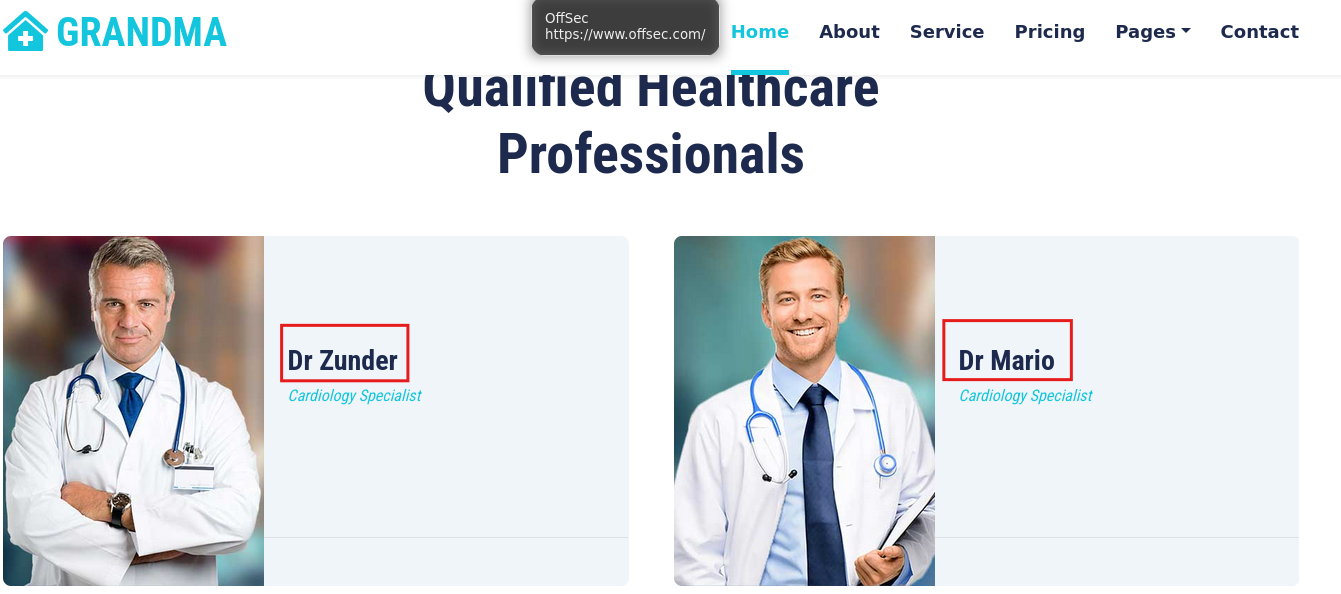 GRANDMA
OffSec
https://www.offsec.com/
Home About Service Pricing Pages Contact
Qualified Healthcare
Professionals
Dr Zunder
Cardiology Specialist
Dr Mario
Cardiology Specialist